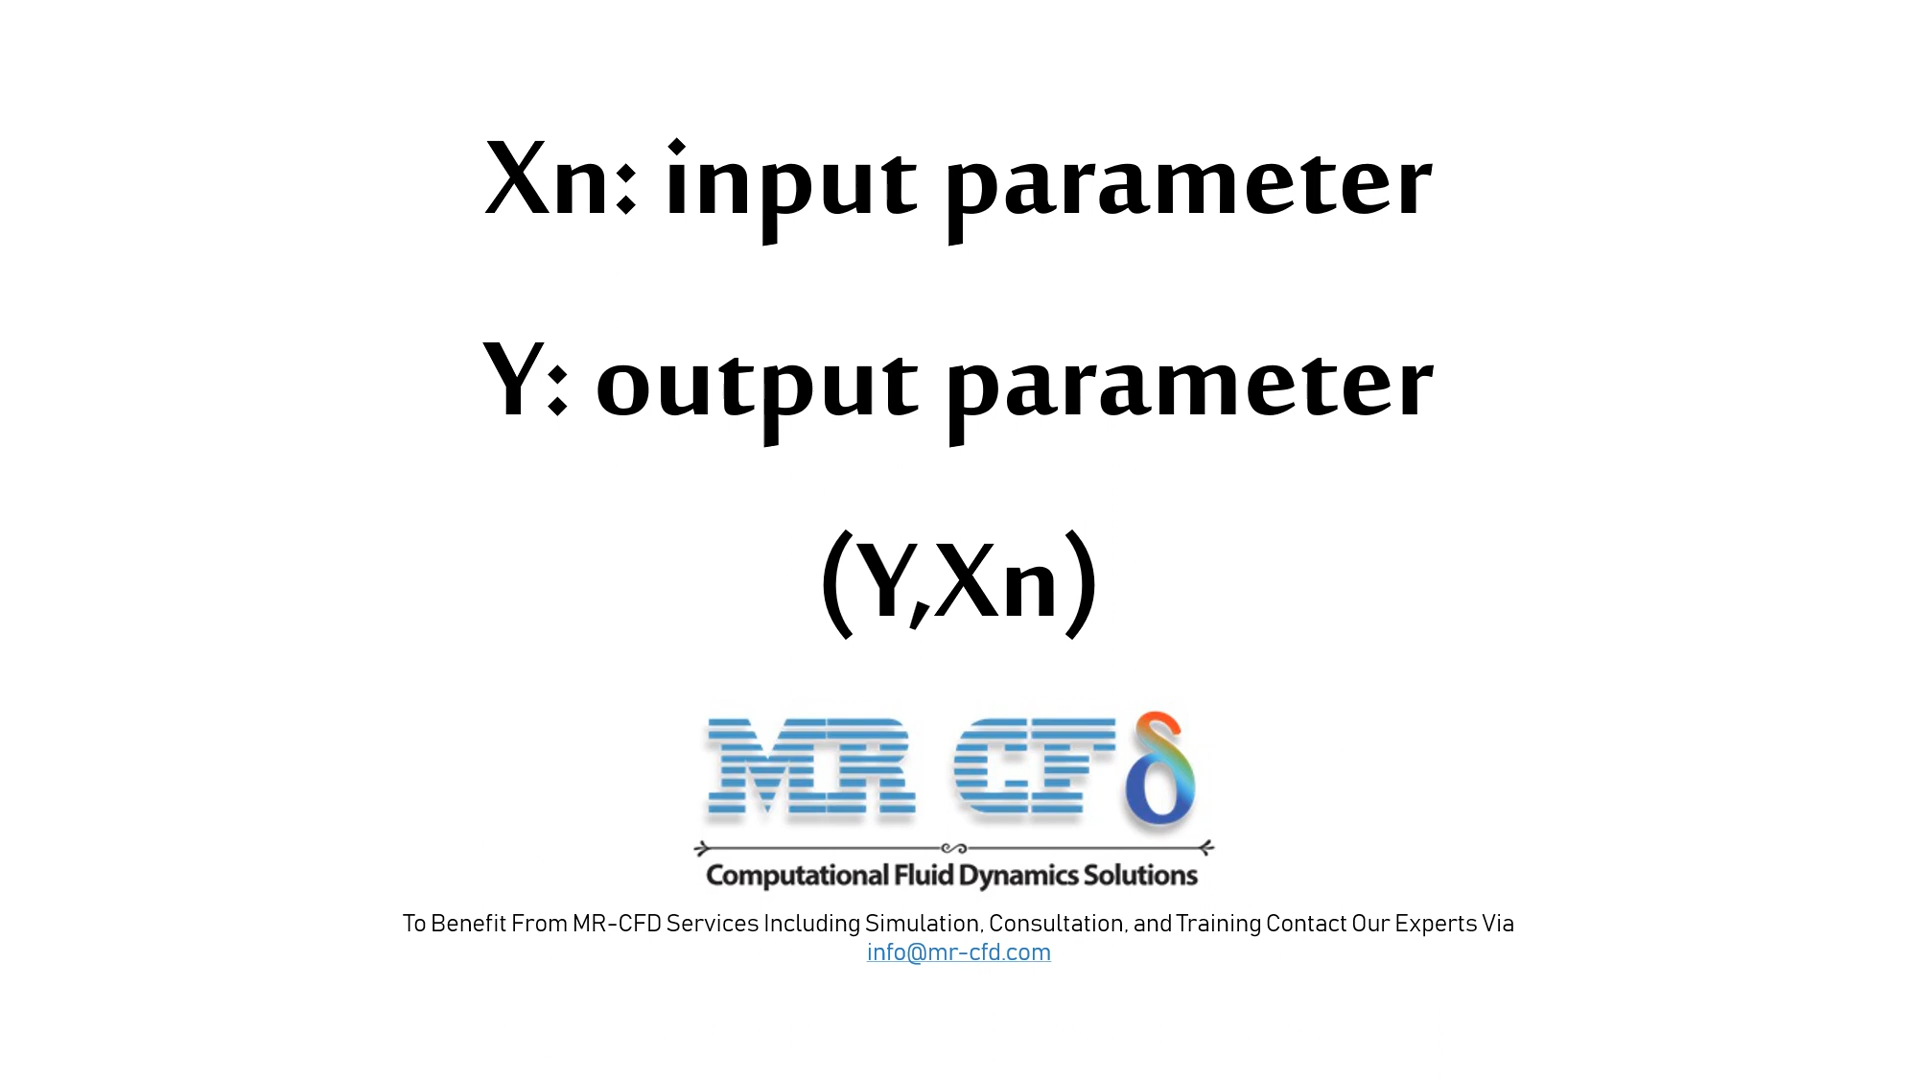 Xn: input parameter
Y: output parameter
(Y,Xn)
MR CFδ
Computational Fluid Dynamics Solutions
To Benefit From MR-CFD Services Including Simulation, Consultation, and Training Contact Our Experts Via
info@mr-cfd.com